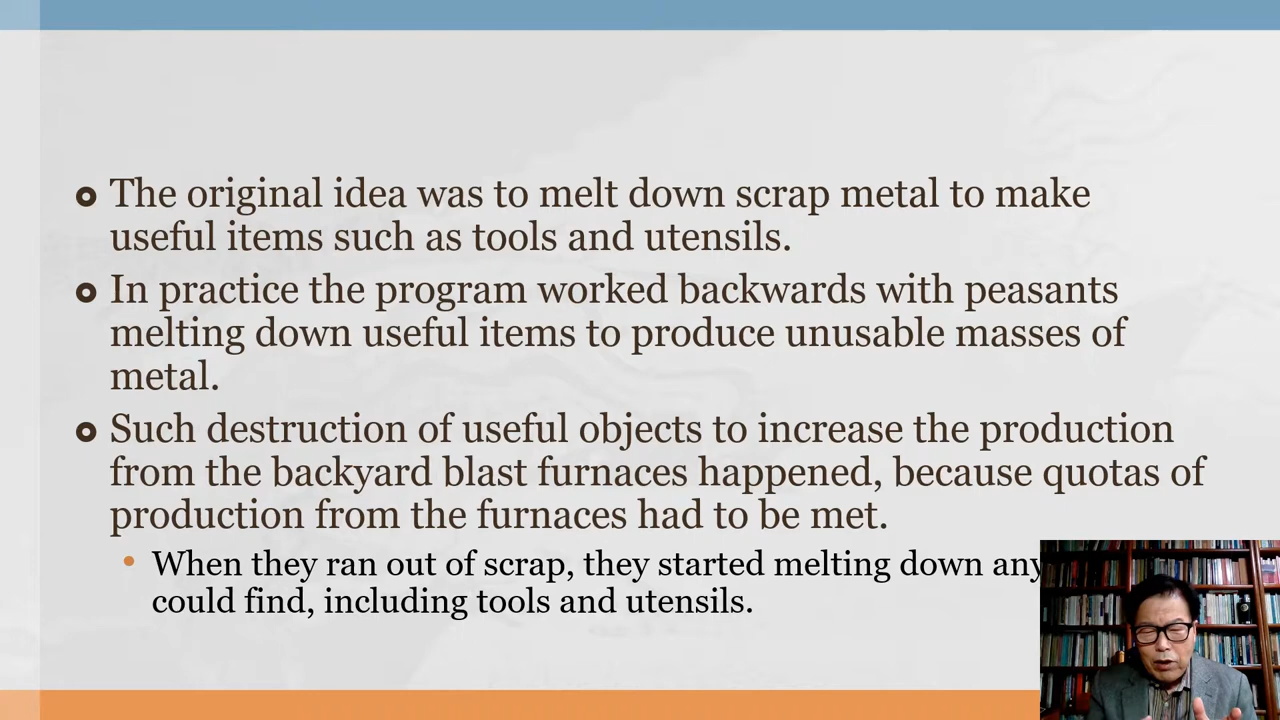 The original idea was to melt down scrap metal to make
useful items such as tools and utensils.
In practice the program worked backwards with peasants
melting down useful items to produce unusable masses of
metal.
Such destruction of useful objects to increase the production
from the backyard blast furnaces happened, because quotas of
production from the furnaces had to be met.
When they ran out of scrap, they started melting down any
could find, including tools and utensils.